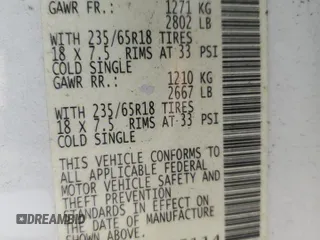 GAWR FR.: 1271 KG
2802 LB
WITH 235/65R18 TIRES
18 X 7.5 RIMS AT 33 PSI
COLD SINGLE
GAWR RR.: 1210 KG
2667 LB
WITH 235/65R18 TIRES
18 X 7.5 RIMS AT 33 PSI
COLD SINGLE
THIS VEHICLE CONFORMS TO
ALL APPLICABLE FEDERAL
MOTOR VEHICLE SAFETY AND
THEFT PREVENTION
STANDARDS IN EFFECT ON
THE DATE OF MANUFACTURE
SHOWN ABOVE.
DREAMBID